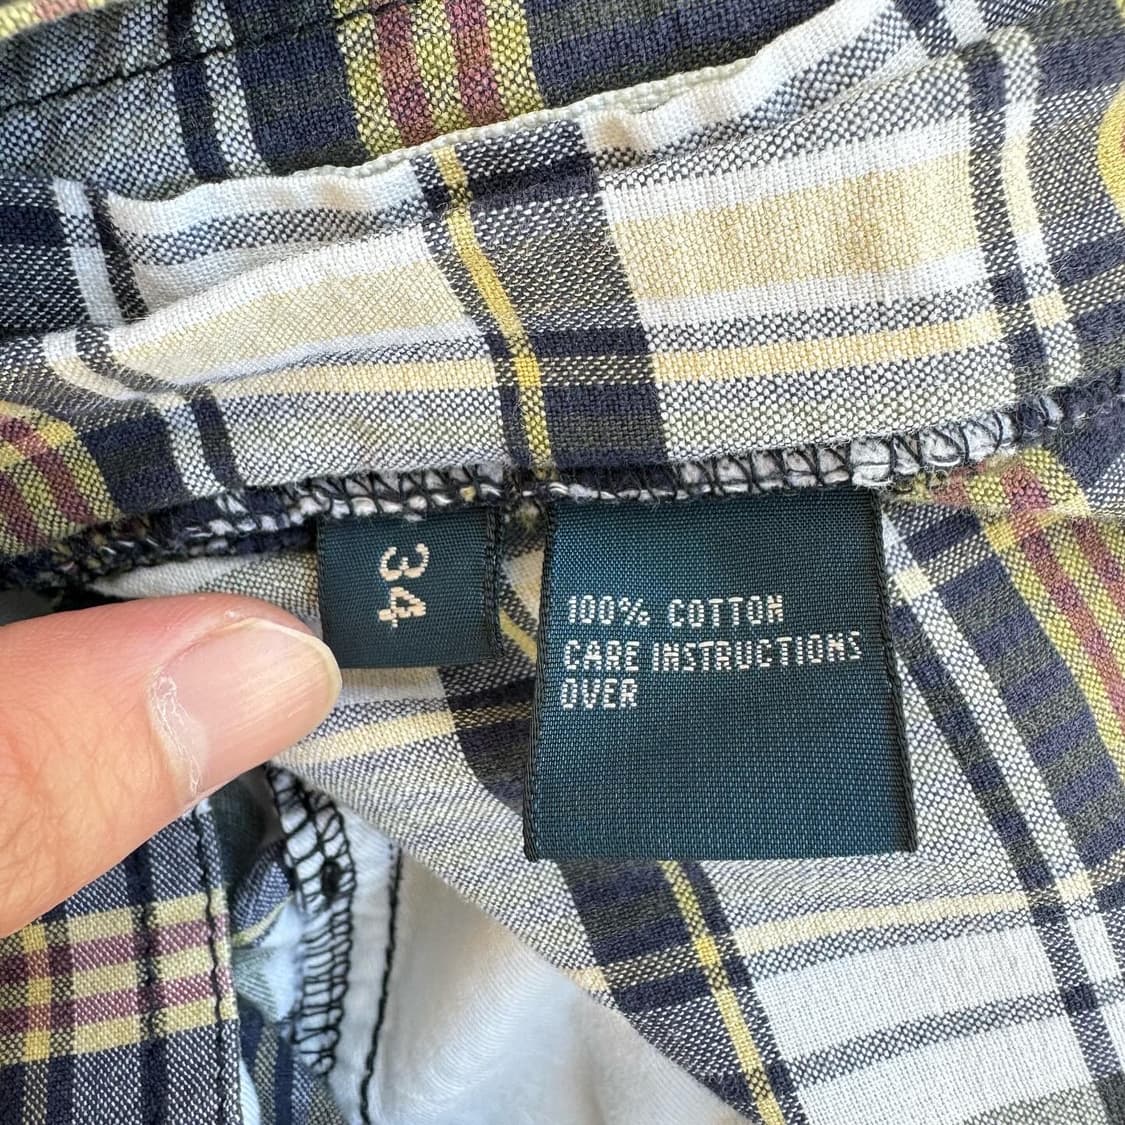 34
100% COTTON
CARE INSTRUCTIONS
OVER